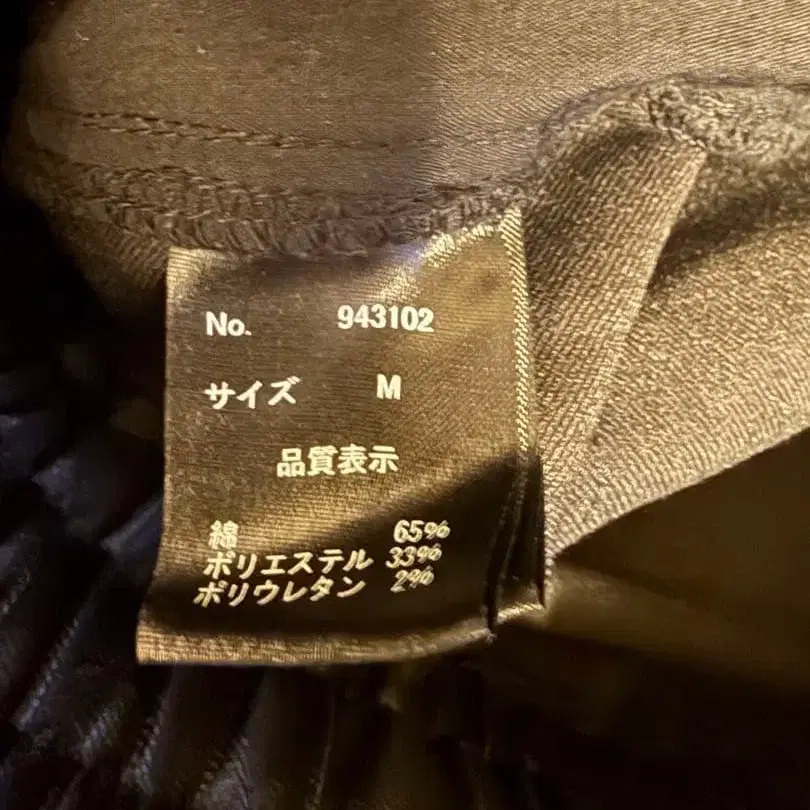 No. 943102
サイズ M
品質表示
綿 65%
ポリエステル 33%
ポリウレタン 2%